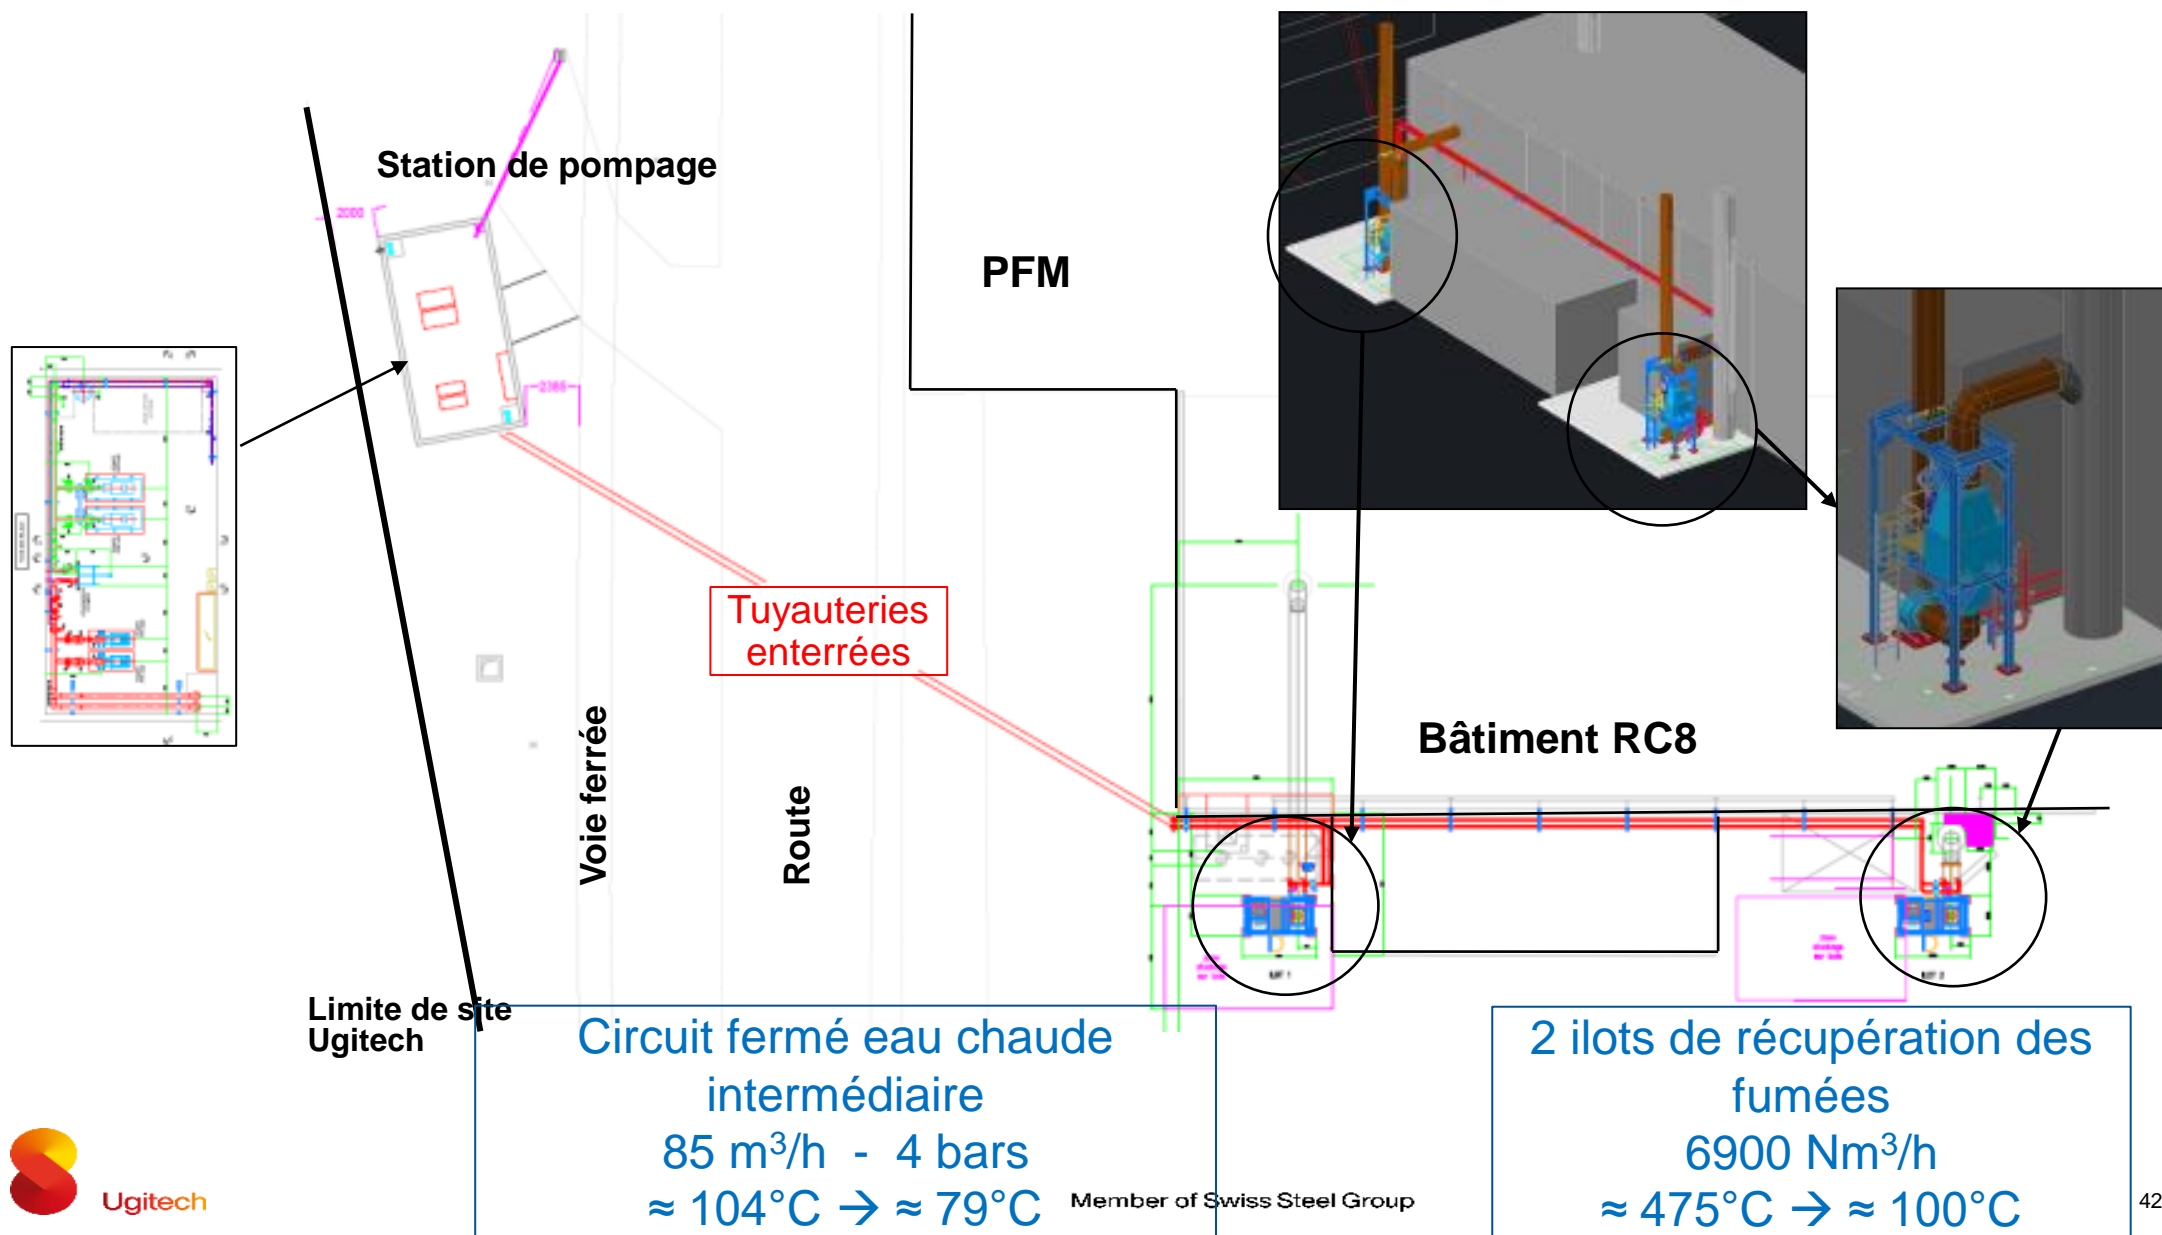 Station de pompage
2000
PFM
2386
Tuyauteries
enterrées
Bâtiment RC8
Voie ferrée
Route
Limite de site
Ugitech
Circuit fermé eau chaude
intermédiaire
85 m³/h - 4 bars
≈ 104°C → ≈ 79°C
2 ilots de récupération des
fumées
6900 Nm³/h
≈ 475°C → ≈ 100°C
Ugitech
Member of Swiss Steel Group
42